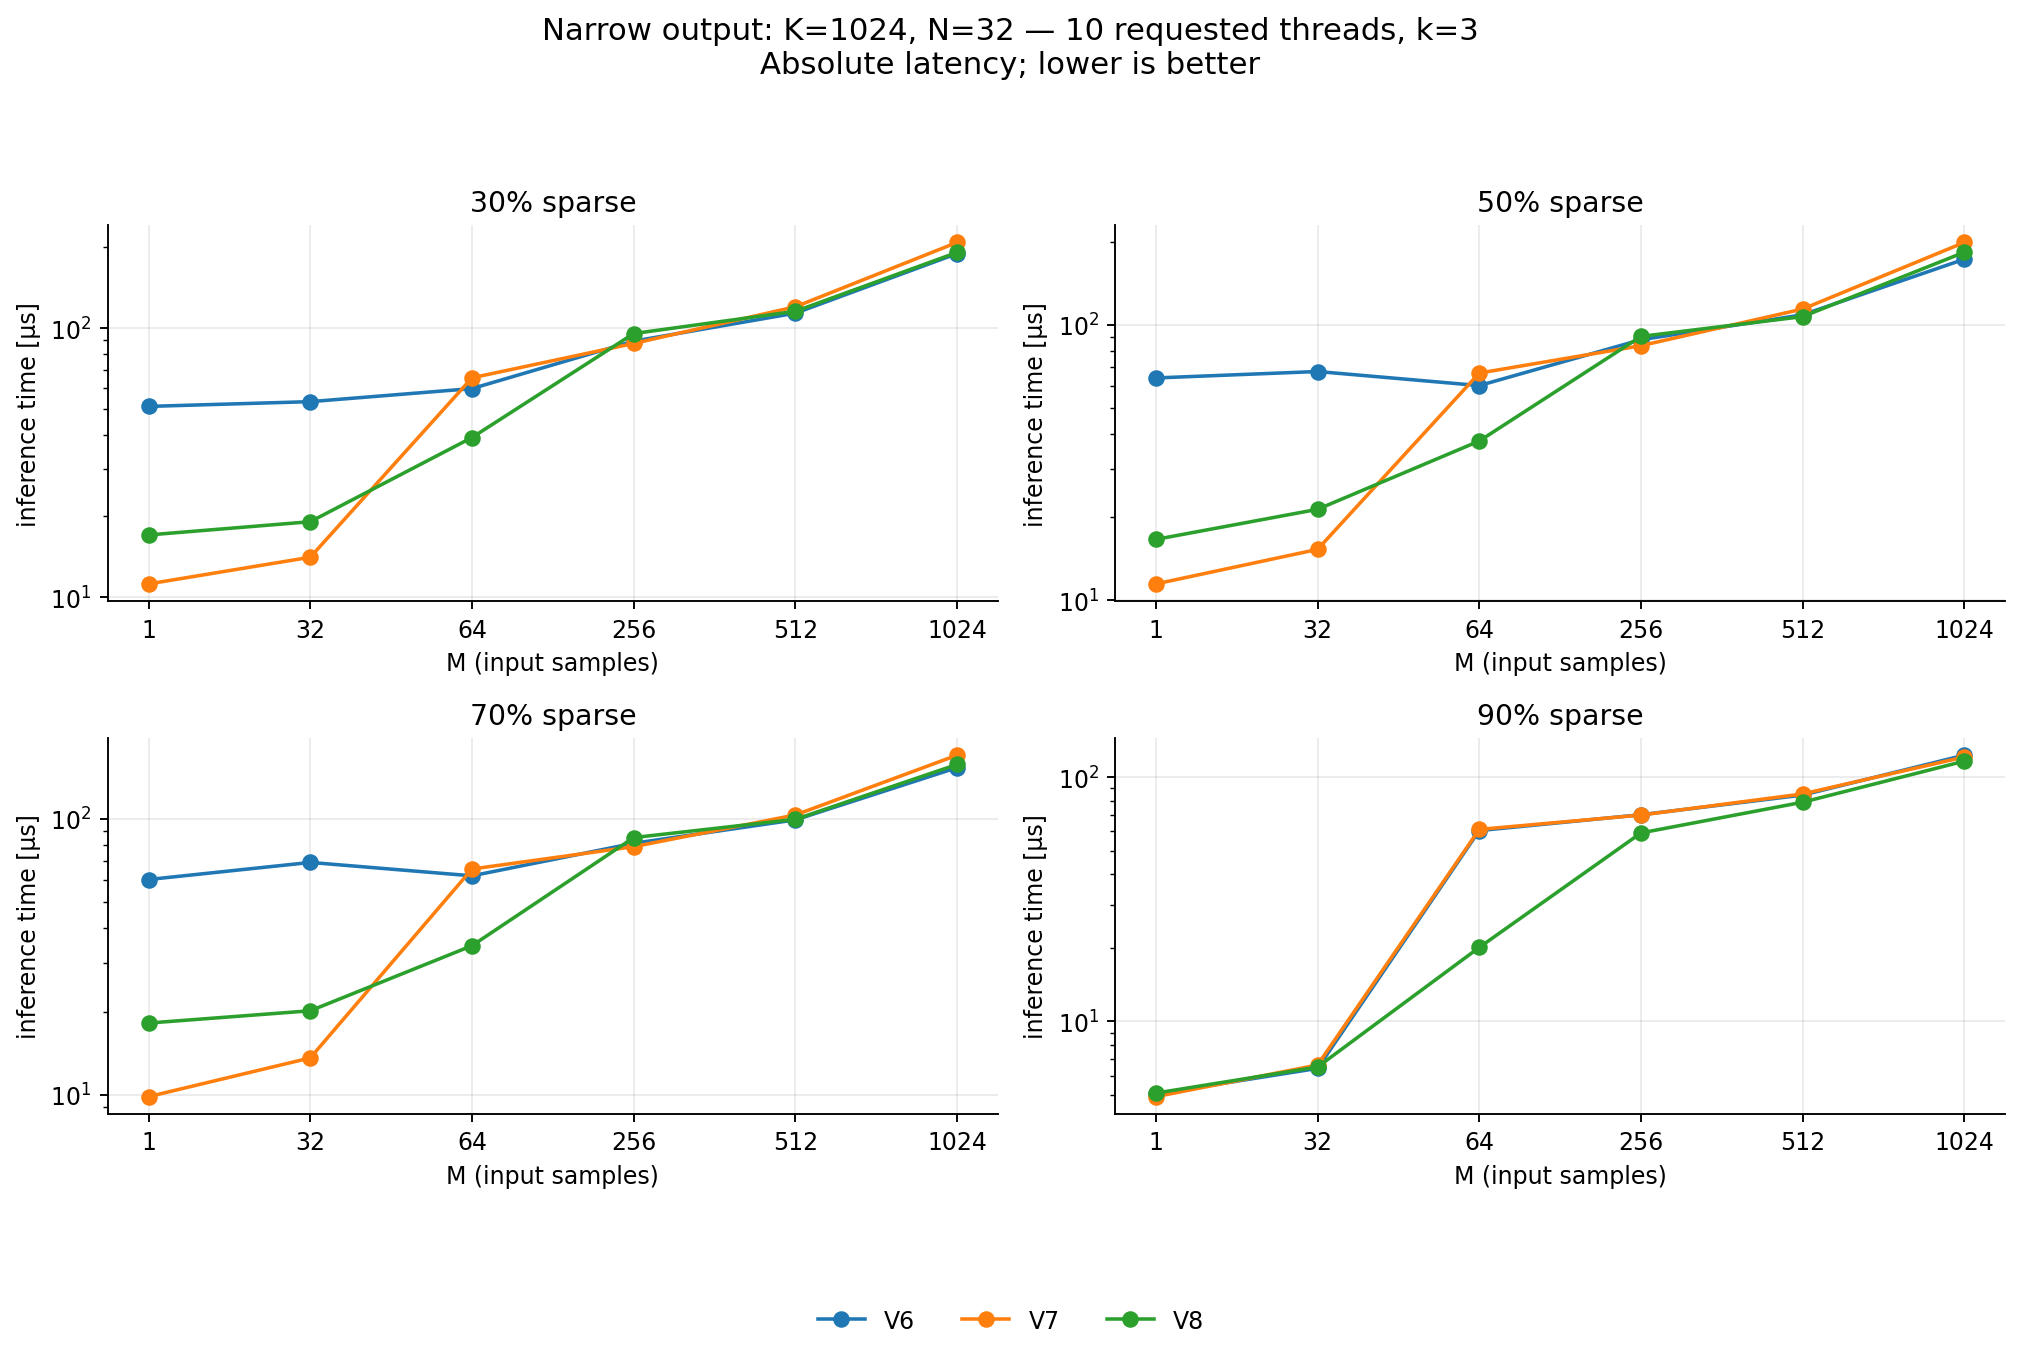 Narrow output: K=1024, N=32 — 10 requested threads, k=3
Absolute latency; lower is better
30% sparse
inference time [µs]
10²
10¹
1 32 64 256 512 1024
M (input samples)
50% sparse
inference time [µs]
10²
10¹
1 32 64 256 512 1024
M (input samples)
70% sparse
inference time [µs]
10²
10¹
1 32 64 256 512 1024
M (input samples)
90% sparse
inference time [µs]
10²
10¹
1 32 64 256 512 1024
M (input samples)
V6 V7 V8